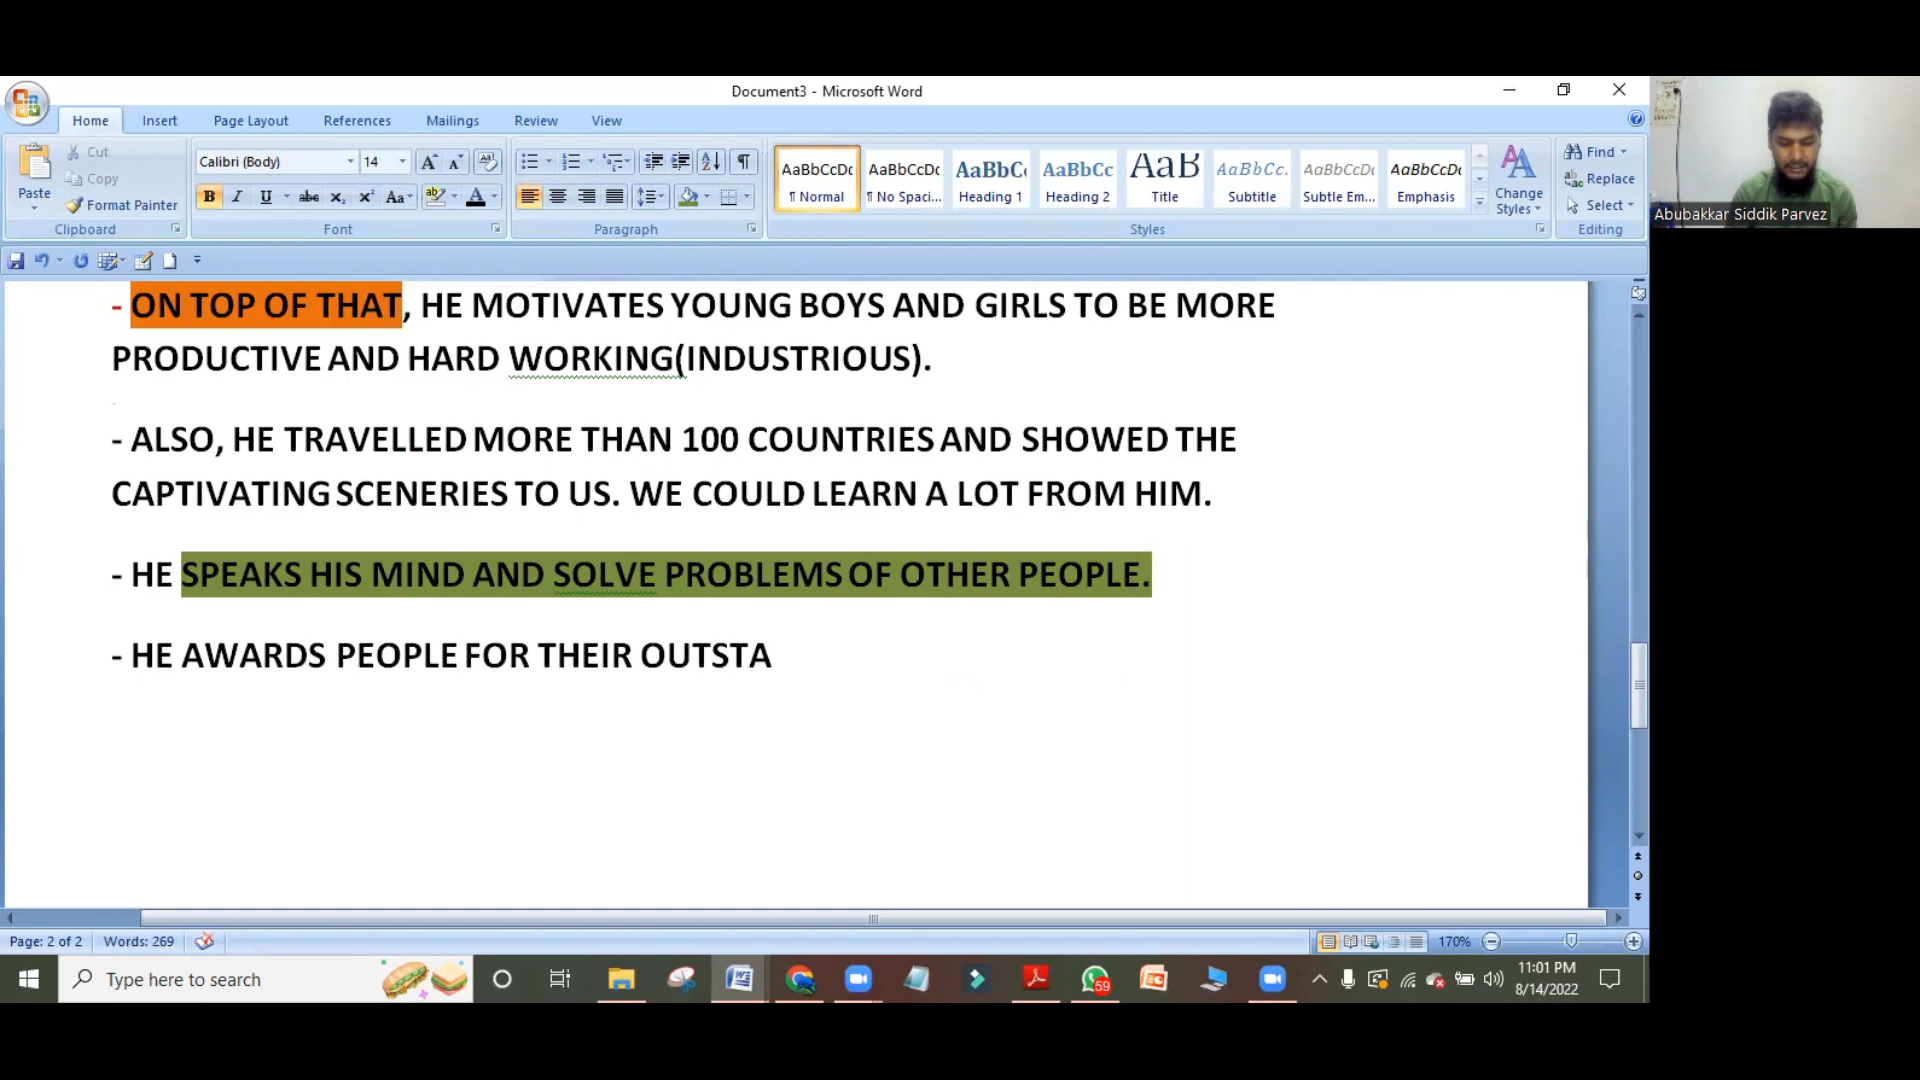 Document3 - Microsoft Word
Home Insert Page Layout References Mailings Review View
Paste
Cut
Copy
Format Painter
Clipboard
Calibri (Body) 14
Font
Paragraph
AaBbCcDc AaBbCcDc AaBbC AaBbCc AaB AaBbCc. AaBbCcDc AaBbCcDc
¶ Normal ¶ No Spaci... Heading 1 Heading 2 Title Subtitle Subtle Em... Emphasis
Change Styles
Styles
Find
Replace
Select
Editing
Abubakkar Siddik Parvez
- ON TOP OF THAT, HE MOTIVATES YOUNG BOYS AND GIRLS TO BE MORE
PRODUCTIVE AND HARD WORKING(INDUSTRIOUS).
- ALSO, HE TRAVELLED MORE THAN 100 COUNTRIES AND SHOWED THE
CAPTIVATING SCENERIES TO US. WE COULD LEARN A LOT FROM HIM.
- HE SPEAKS HIS MIND AND SOLVE PROBLEMS OF OTHER PEOPLE.
- HE AWARDS PEOPLE FOR THEIR OUTSTA
Page: 2 of 2 Words: 269 170%
Type here to search
59
11:01 PM
8/14/2022